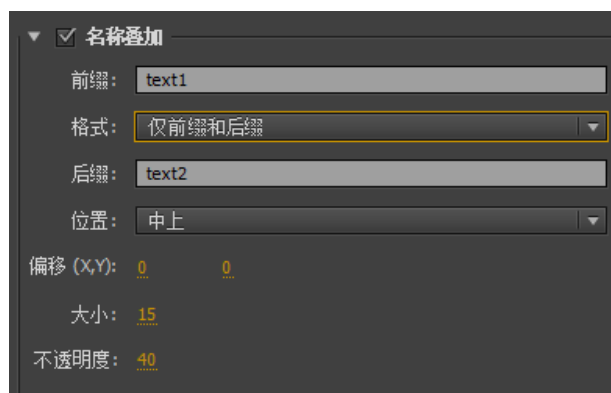 名称叠加
前缀: text1
格式: 仅前缀和后缀
后缀: text2
位置: 中上
偏移 (X,Y): 0 0
大小: 15
不透明度: 40